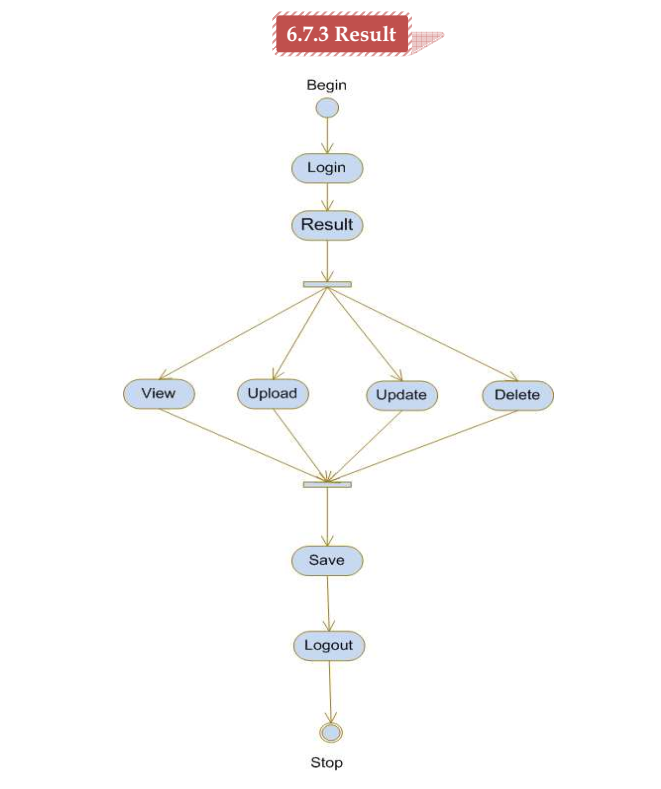 6.7.3 Result
Begin
Login
Result
View
Upload
Update
Delete
Save
Logout
Stop